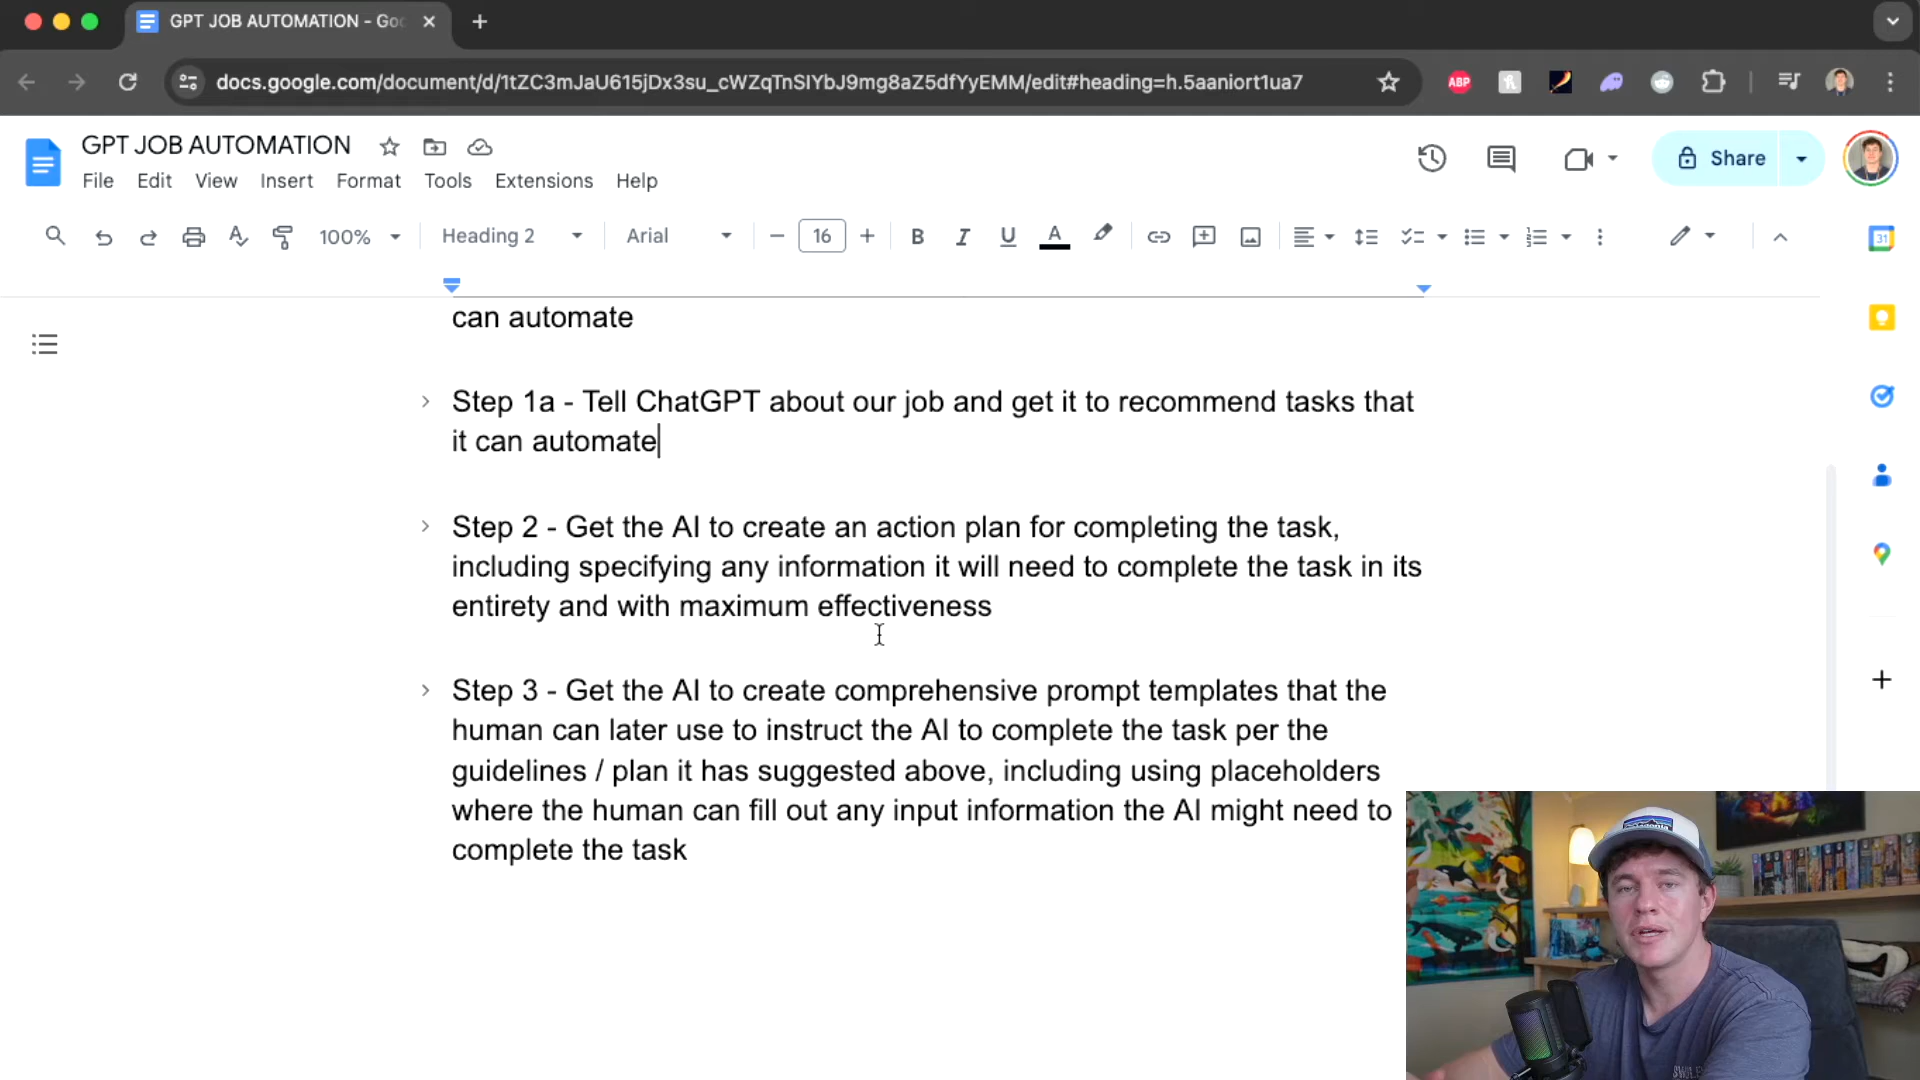 GPT JOB AUTOMATION - Goo
docs.google.com/document/d/1tZC3mJaU615jDx3su_cWZqTnSIYbJ9mg8aZ5dfYyEMM/edit#heading=h.5aaniort1ua7
ABP
GPT JOB AUTOMATION
File Edit View Insert Format Tools Extensions Help
Share
100% Heading 2 Arial 16 B I U A
31
can automate
Step 1a - Tell ChatGPT about our job and get it to recommend tasks that
it can automate
Step 2 - Get the AI to create an action plan for completing the task,
including specifying any information it will need to complete the task in its
entirety and with maximum effectiveness
Step 3 - Get the AI to create comprehensive prompt templates that the
human can later use to instruct the AI to complete the task per the
guidelines / plan it has suggested above, including using placeholders
where the human can fill out any input information the AI might need to
complete the task
patagonia